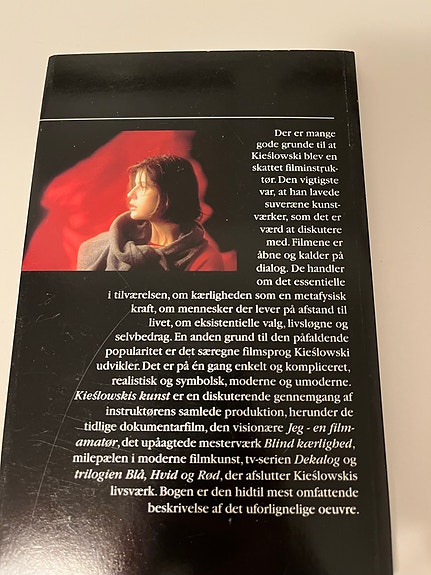 Der er mange
gode grunde til at
Kieślowski blev en
skattet filminstruk-
tør. Den vigtigste
var, at han lavede
suveræne kunst-
værker, som det er
værd at diskutere
med. Filmene er
åbne og kalder på
dialog. De handler
om det essentielle
i tilværelsen, om kærligheden som en metafysisk
kraft, om mennesker der lever på afstand til
livet, om eksistentielle valg, livsløgne og
selvbedrag. En anden grund til den påfaldende
popularitet er det særegne filmsprog Kieślowski
udvikler. Det er på én gang enkelt og kompliceret,
realistisk og symbolsk, moderne og umoderne.
Kieślowskis kunst er en diskuterende gennemgang af
instruktørens samlede produktion, herunder de
tidlige dokumentarfilm, den visionære Jeg - en film-
amatør, det upåagtede mesterværk Blind kærlighed,
milepælen i moderne filmkunst, tv-serien Dekalog og
trilogien Blå, Hvid og Rød, der afslutter Kieślowskis
livsværk. Bogen er den hidtil mest omfattende
beskrivelse af det uforlignelige oeuvre.